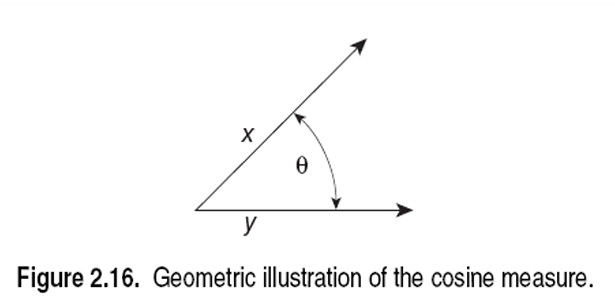 x
θ
y
Figure 2.16. Geometric illustration of the cosine measure.